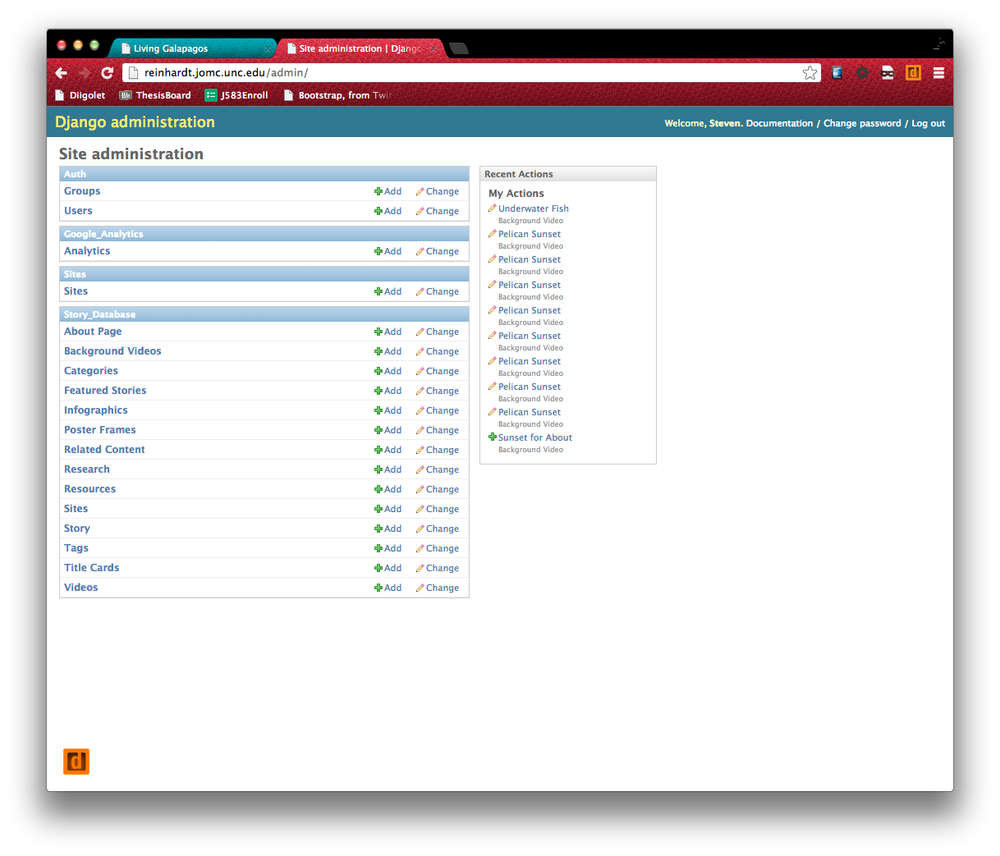 Living Galapagos
Site administration | Django
reinhardt.jomc.unc.edu/admin/
Diigolet Bb ThesisBoard J583Enroll Bootstrap, from Twit
Django administration
Welcome, Steven. Documentation / Change password / Log out
Site administration
Auth
Groups Add Change
Users Add Change
Google_Analytics
Analytics Add Change
Sites
Sites Add Change
Story_Database
About Page Add Change
Background Videos Add Change
Categories Add Change
Featured Stories Add Change
Infographics Add Change
Poster Frames Add Change
Related Content Add Change
Research Add Change
Resources Add Change
Sites Add Change
Story Add Change
Tags Add Change
Title Cards Add Change
Videos Add Change
Recent Actions
My Actions
Underwater Fish
Background Video
Pelican Sunset
Background Video
Pelican Sunset
Background Video
Pelican Sunset
Background Video
Pelican Sunset
Background Video
Pelican Sunset
Background Video
Pelican Sunset
Background Video
Pelican Sunset
Background Video
Pelican Sunset
Background Video
Sunset for About
Background Video
d